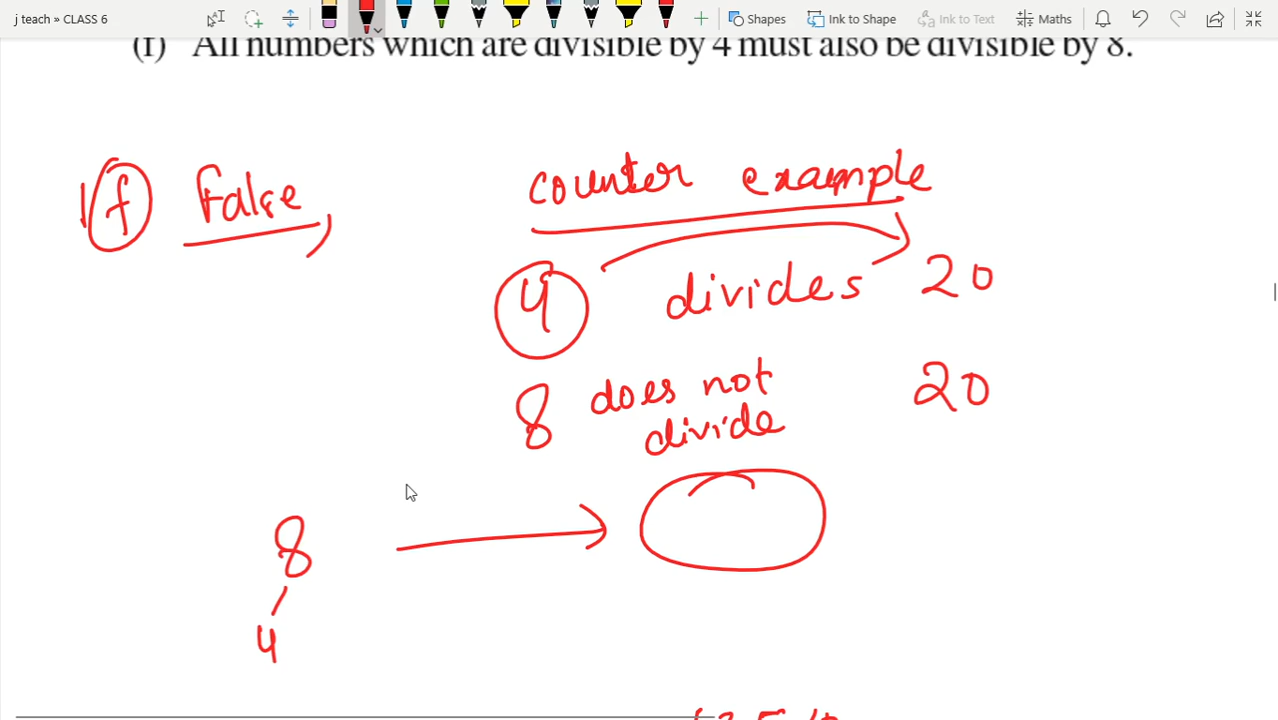 j teach » CLASS 6
Shapes Ink to Shape Ink to Text Maths
(f) All numbers which are divisible by 4 must also be divisible by 8.
f False, counter example
4 divides 20
8 does not divide 20
8
4